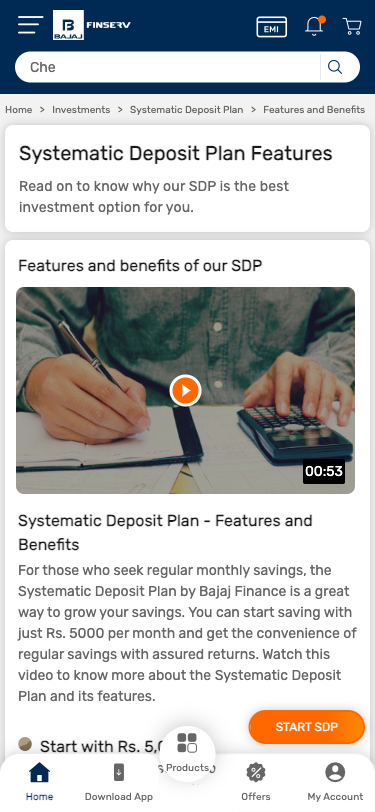 B
BAJAJ
FINSERV
EMI
Che
Home > Investments > Systematic Deposit Plan > Features and Benefits
Systematic Deposit Plan Features
Read on to know why our SDP is the best
investment option for you.
Features and benefits of our SDP
00:53
Systematic Deposit Plan - Features and
Benefits
For those who seek regular monthly savings, the
Systematic Deposit Plan by Bajaj Finance is a great
way to grow your savings. You can start saving with
just Rs. 5000 per month and get the convenience of
regular savings with assured returns. Watch this
video to know more about the Systematic Deposit
Plan and its features.
START SDP
Start with Rs.
Products
Home
Download App
Offers
My Account